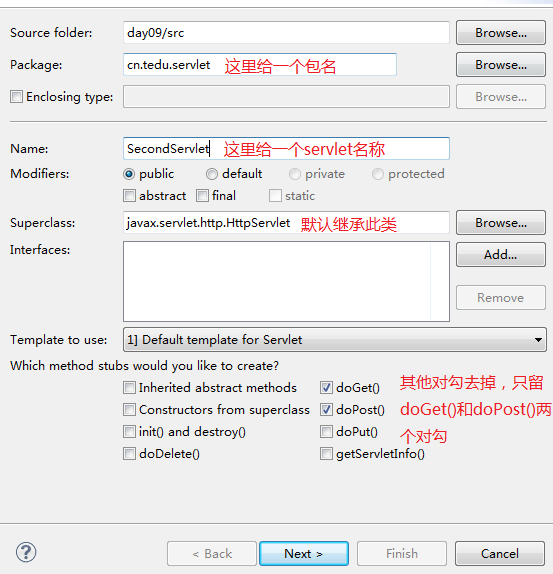 Source folder: day09/src Browse...
Package: cn.tedu.servlet 这里给一个包名 Browse...
Enclosing type: Browse...
Name: SecondServlet 这里给一个servlet名称
Modifiers: public default private protected
abstract final static
Superclass: javax.servlet.http.HttpServlet 默认继承此类 Browse...
Interfaces: Add...
Remove
Template to use: 1] Default template for Servlet
Which method stubs would you like to create?
Inherited abstract methods doGet() 其他对勾去掉，只留
Constructors from superclass doPost() doGet()和doPost()两
init() and destroy() doPut() 个对勾
doDelete() getServletInfo()
? < Back Next > Finish Cancel